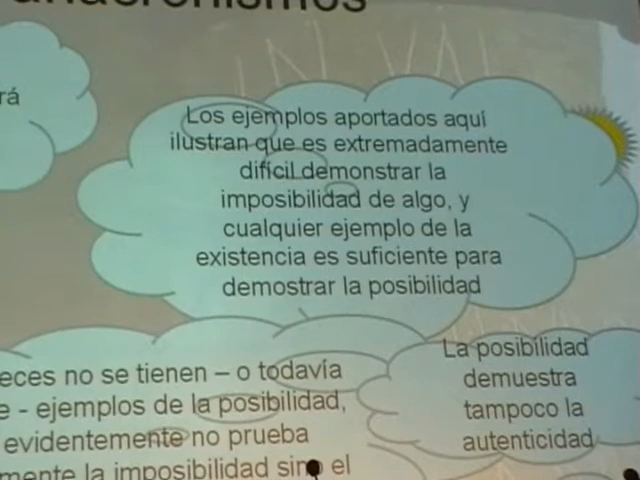 anacronismos
rá
Los ejemplos aportados aquí
ilustran que es extremadamente
difícil demonstrar la
imposibilidad de algo, y
cualquier ejemplo de la
existencia es suficiente para
demostrar la posibilidad
eces no se tienen – o todavía
e - ejemplos de la posibilidad,
evidentemente no prueba
mente la imposibilidad sino el
La posibilidad
demuestra
tampoco la
autenticidad